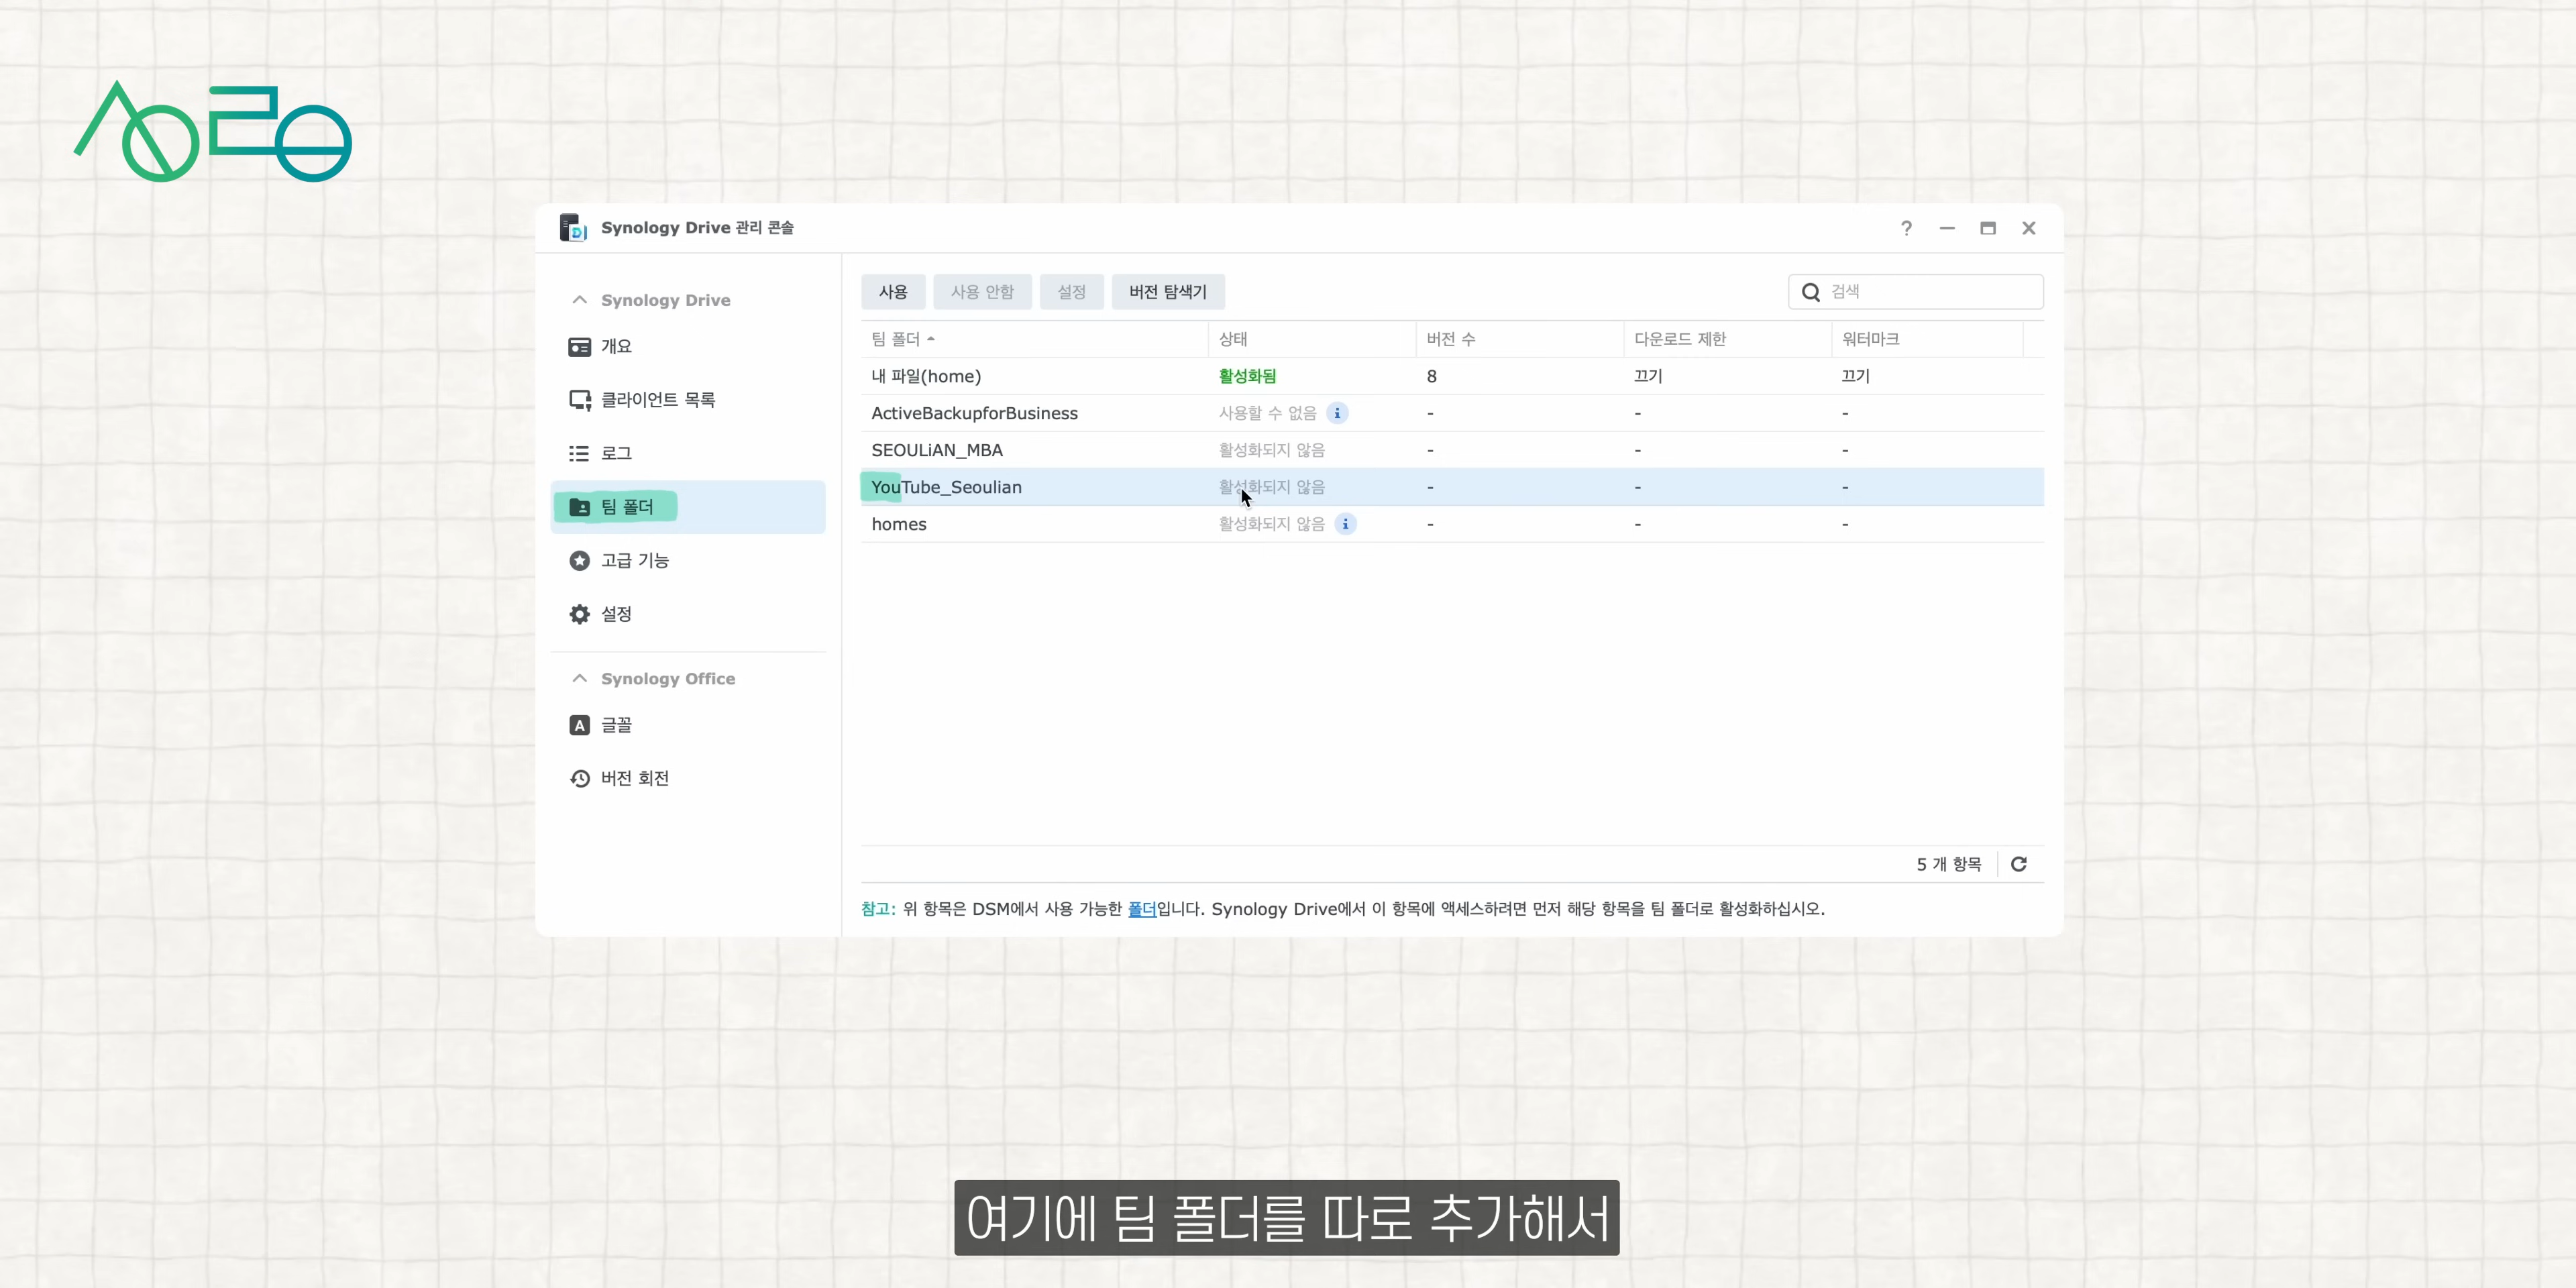 Synology Drive 관리 콘솔
Synology Drive
개요
클라이언트 목록
로그
팀 폴더
고급 기능
설정
Synology Office
글꼴
버전 회전
사용 사용 안함 설정 버전 탐색기 검색
팀 폴더 상태 버전 수 다운로드 제한 워터마크
내 파일(home) 활성화됨 8 끄기 끄기
ActiveBackupforBusiness 사용할 수 없음 - - -
SEOULiAN_MBA 활성화되지 않음 - - -
YouTube_Seoulian 활성화되지 않음 - - -
homes 활성화되지 않음 - - -
5 개 항목
참고: 위 항목은 DSM에서 사용 가능한 폴더입니다. Synology Drive에서 이 항목에 액세스하려면 먼저 해당 항목을 팀 폴더로 활성화하십시오.
여기에 팀 폴더를 따로 추가해서